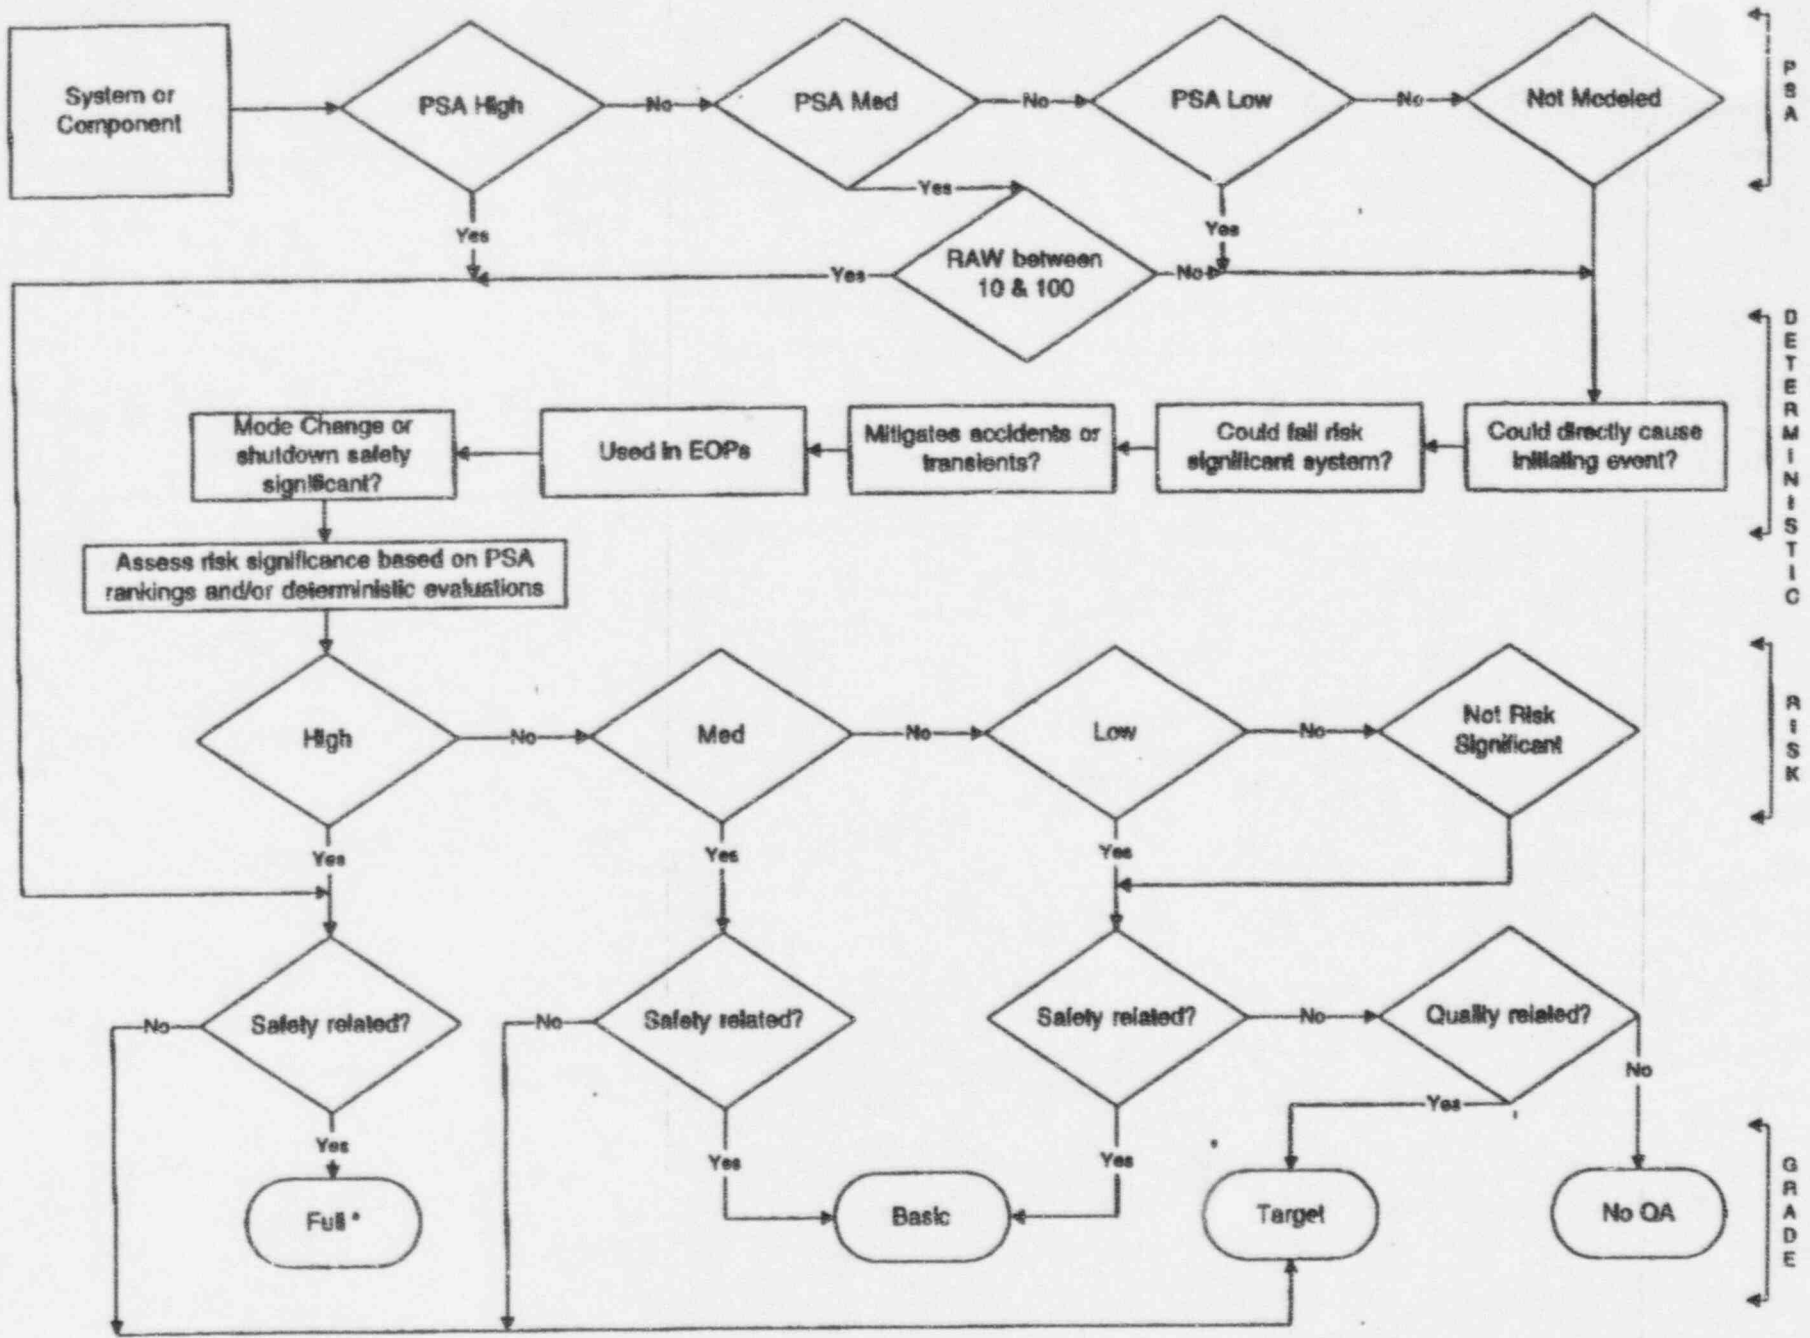 System or
Component
PSA High
No
PSA Med
No
PSA Low
No
Not Modeled
PSA
Yes
Yes
Yes
RAW between
10 & 100
Yes
No
DETERMINISTIC
Mode Change or
shutdown safety
significant?
Used in EOPs
Mitigates accidents or
transients?
Could fail risk
significant system?
Could directly cause
initiating event?
Assess risk significance based on PSA
rankings and/or deterministic evaluations
High
No
Med
No
Low
No
Not Risk
Significant
RISK
Yes
Yes
Yes
No
Safety related?
No
Safety related?
Safety related?
No
Quality related?
No
Yes
Yes
Yes
Yes
Full *
Basic
Target
No QA
GRADE